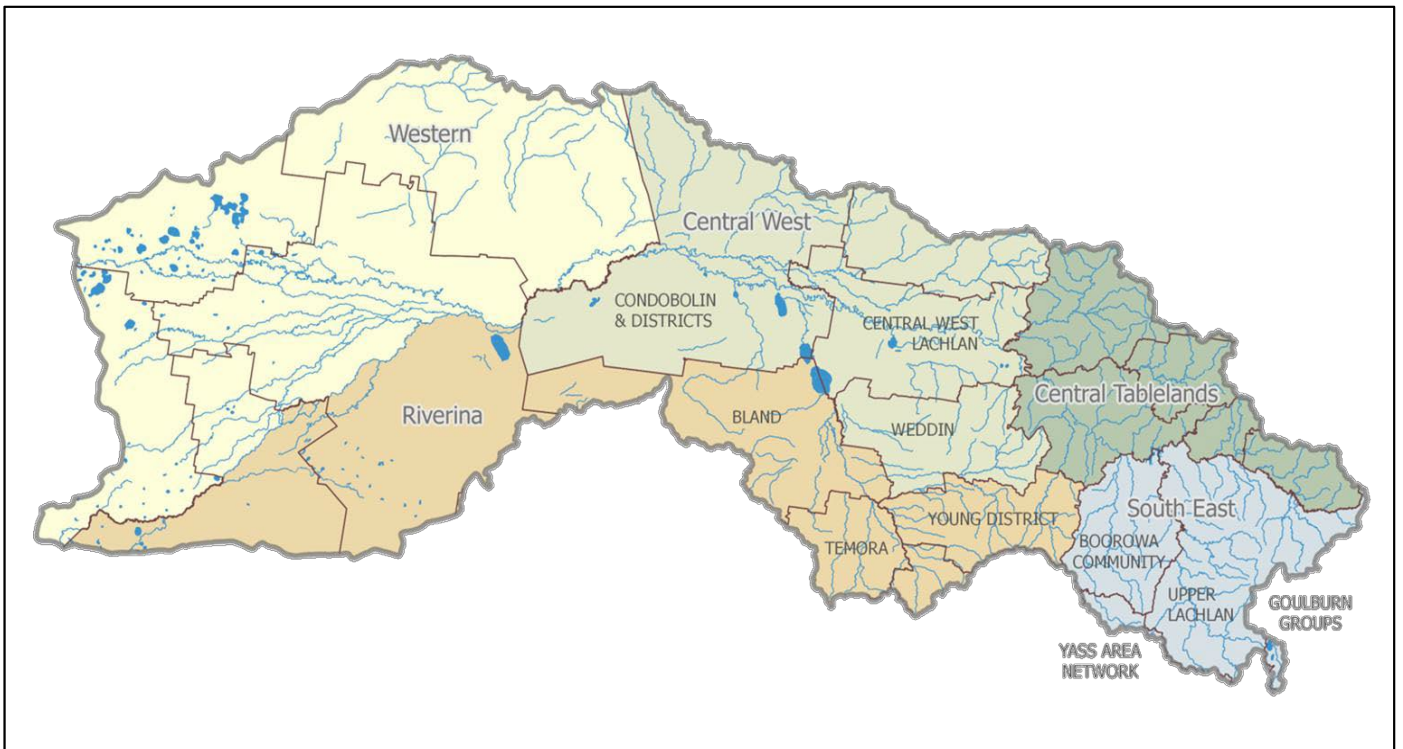 Western
Central West
CONDOBOLIN
& DISTRICTS
CENTRAL WEST
LACHLAN
Central Tablelands
Riverina
BLAND
WEDDIN
South East
YOUNG DISTRICT
TEMORA
BOOROWA
COMMUNITY
UPPER
LACHLAN
GOULBURN
GROUPS
YASS AREA
NETWORK